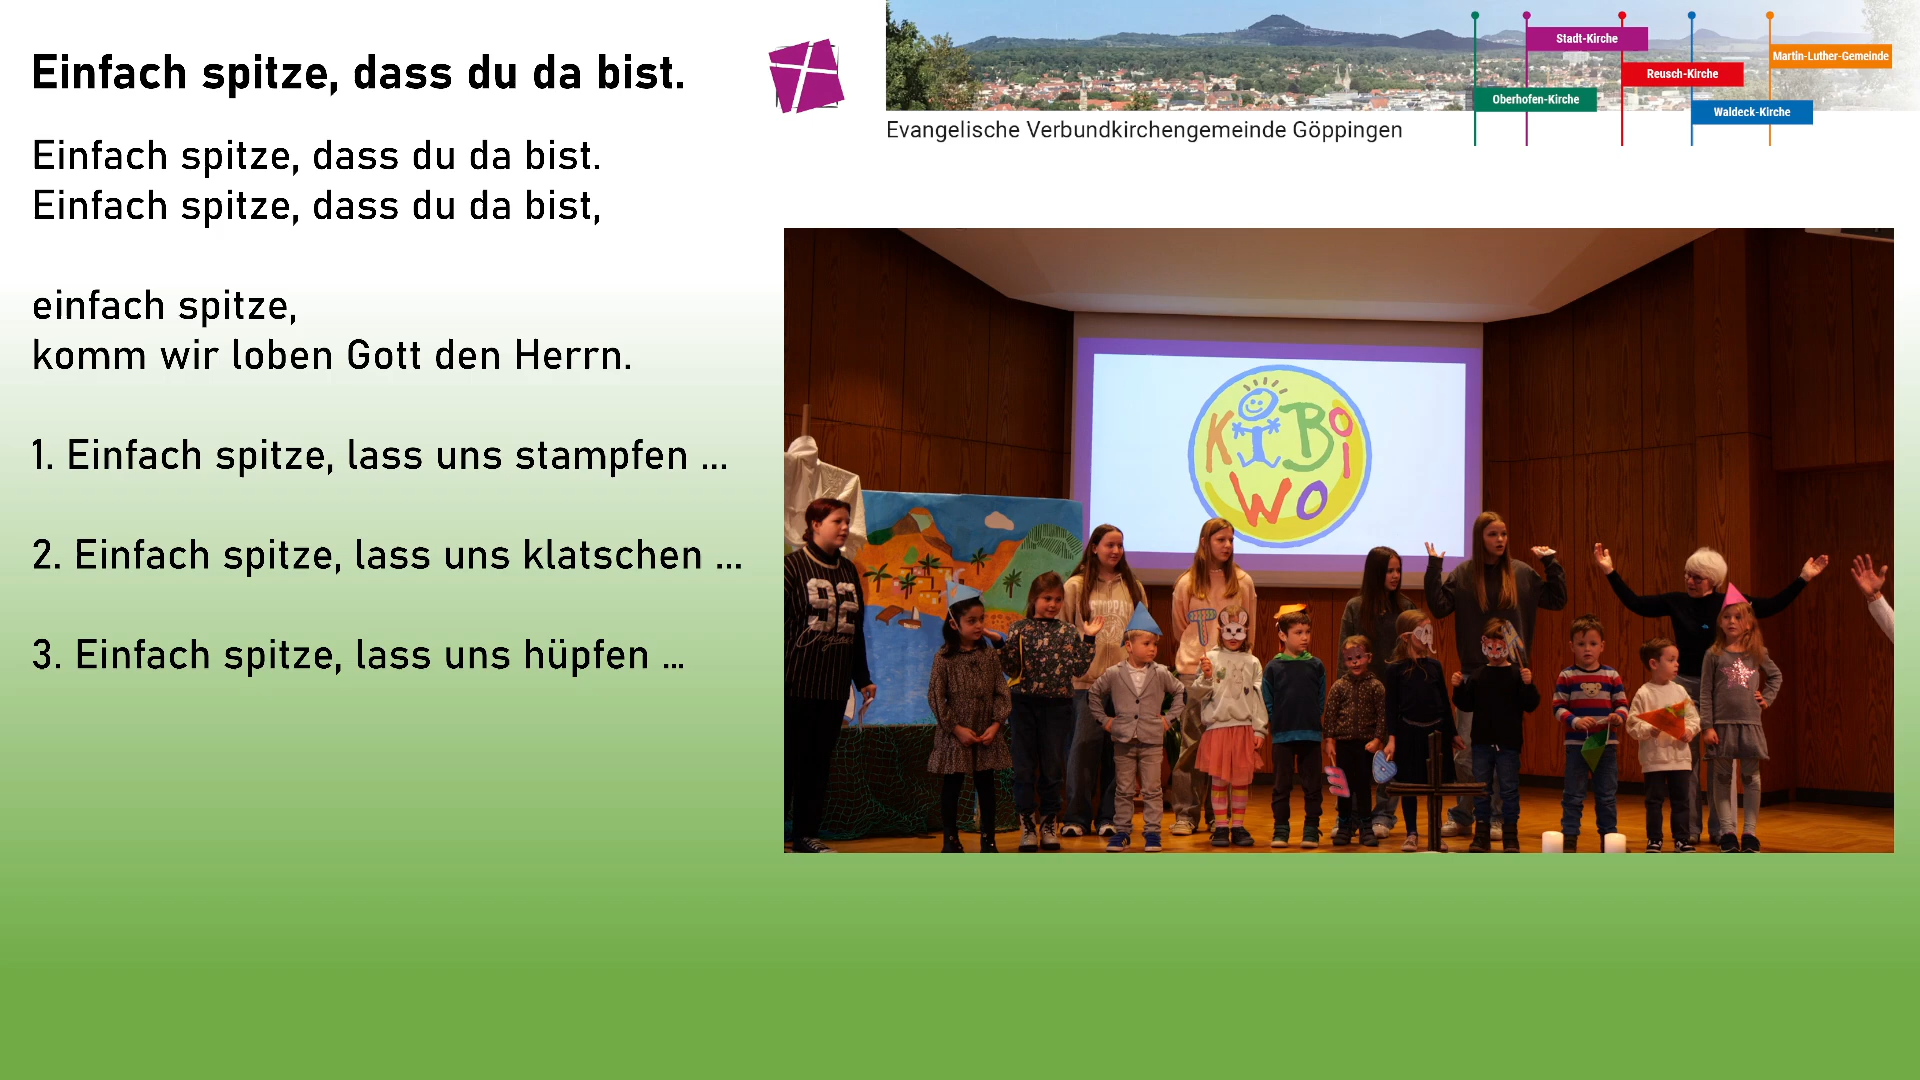 Einfach spitze, dass du da bist.
Einfach spitze, dass du da bist.
Einfach spitze, dass du da bist,
einfach spitze,
komm wir loben Gott den Herrn.
1. Einfach spitze, lass uns stampfen ...
2. Einfach spitze, lass uns klatschen ...
3. Einfach spitze, lass uns hüpfen ...
Stadt-Kirche
Martin-Luther-Gemeinde
Reusch-Kirche
Oberhofen-Kirche
Waldeck-Kirche
Evangelische Verbundkirchengemeinde Göppingen
KiBi
WO
92